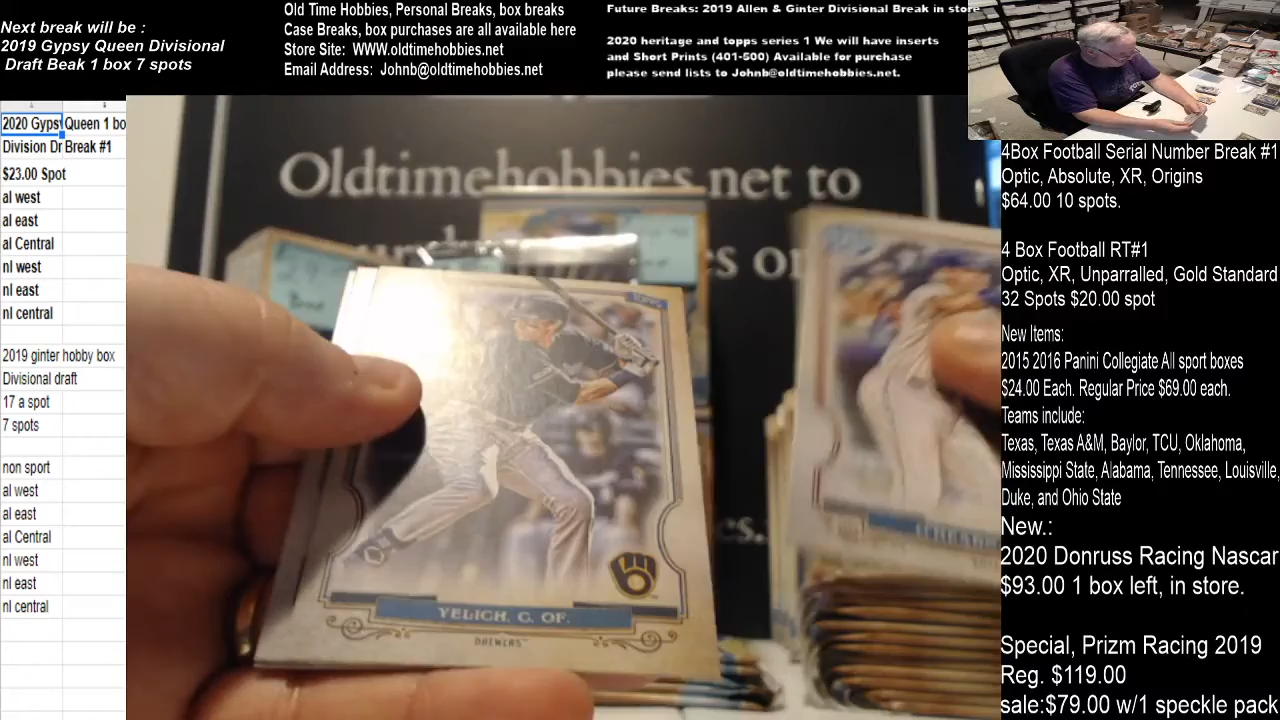 Next break will be :
2019 Gypsy Queen Divisional
Draft Beak 1 box 7 spots
Old Time Hobbies, Personal Breaks, box breaks
Case Breaks, box purchases are all available here
Store Site: WWW.oldtimehobbies.net
Email Address: Johnb@oldtimehobbies.net
Future Breaks: 2019 Allen & Ginter Divisional Break in store
2020 heritage and topps series 1 We will have inserts
and Short Prints (401-500) Available for purchase
please send lists to Johnb@oldtimehobbies.net.
2020 Gypsy Queen 1 bo
Division Dr Break #1
$23.00 Spot
al west
al east
al Central
nl west
nl east
nl central
2019 ginter hobby box
Divisional draft
17 a spot
7 spots
non sport
al west
al east
al Central
nl west
nl east
nl central
Oldtimehobbies.net to
TOPPS
YELICH, C. OF.
BREWERS
4Box Football Serial Number Break #1
Optic, Absolute, XR, Origins
$64.00 10 spots.
4 Box Football RT#1
Optic, XR, Unparralled, Gold Standard
32 Spots $20.00 spot
New Items:
2015 2016 Panini Collegiate All sport boxes
$24.00 Each. Regular Price $69.00 each.
Teams include:
Texas, Texas A&M, Baylor, TCU, Oklahoma,
Mississippi State, Alabama, Tennessee, Louisville,
Duke, and Ohio State
New.:
2020 Donruss Racing Nascar
$93.00 1 box left, in store.
Special, Prizm Racing 2019
Reg. $119.00
sale:$79.00 w/1 speckle pack